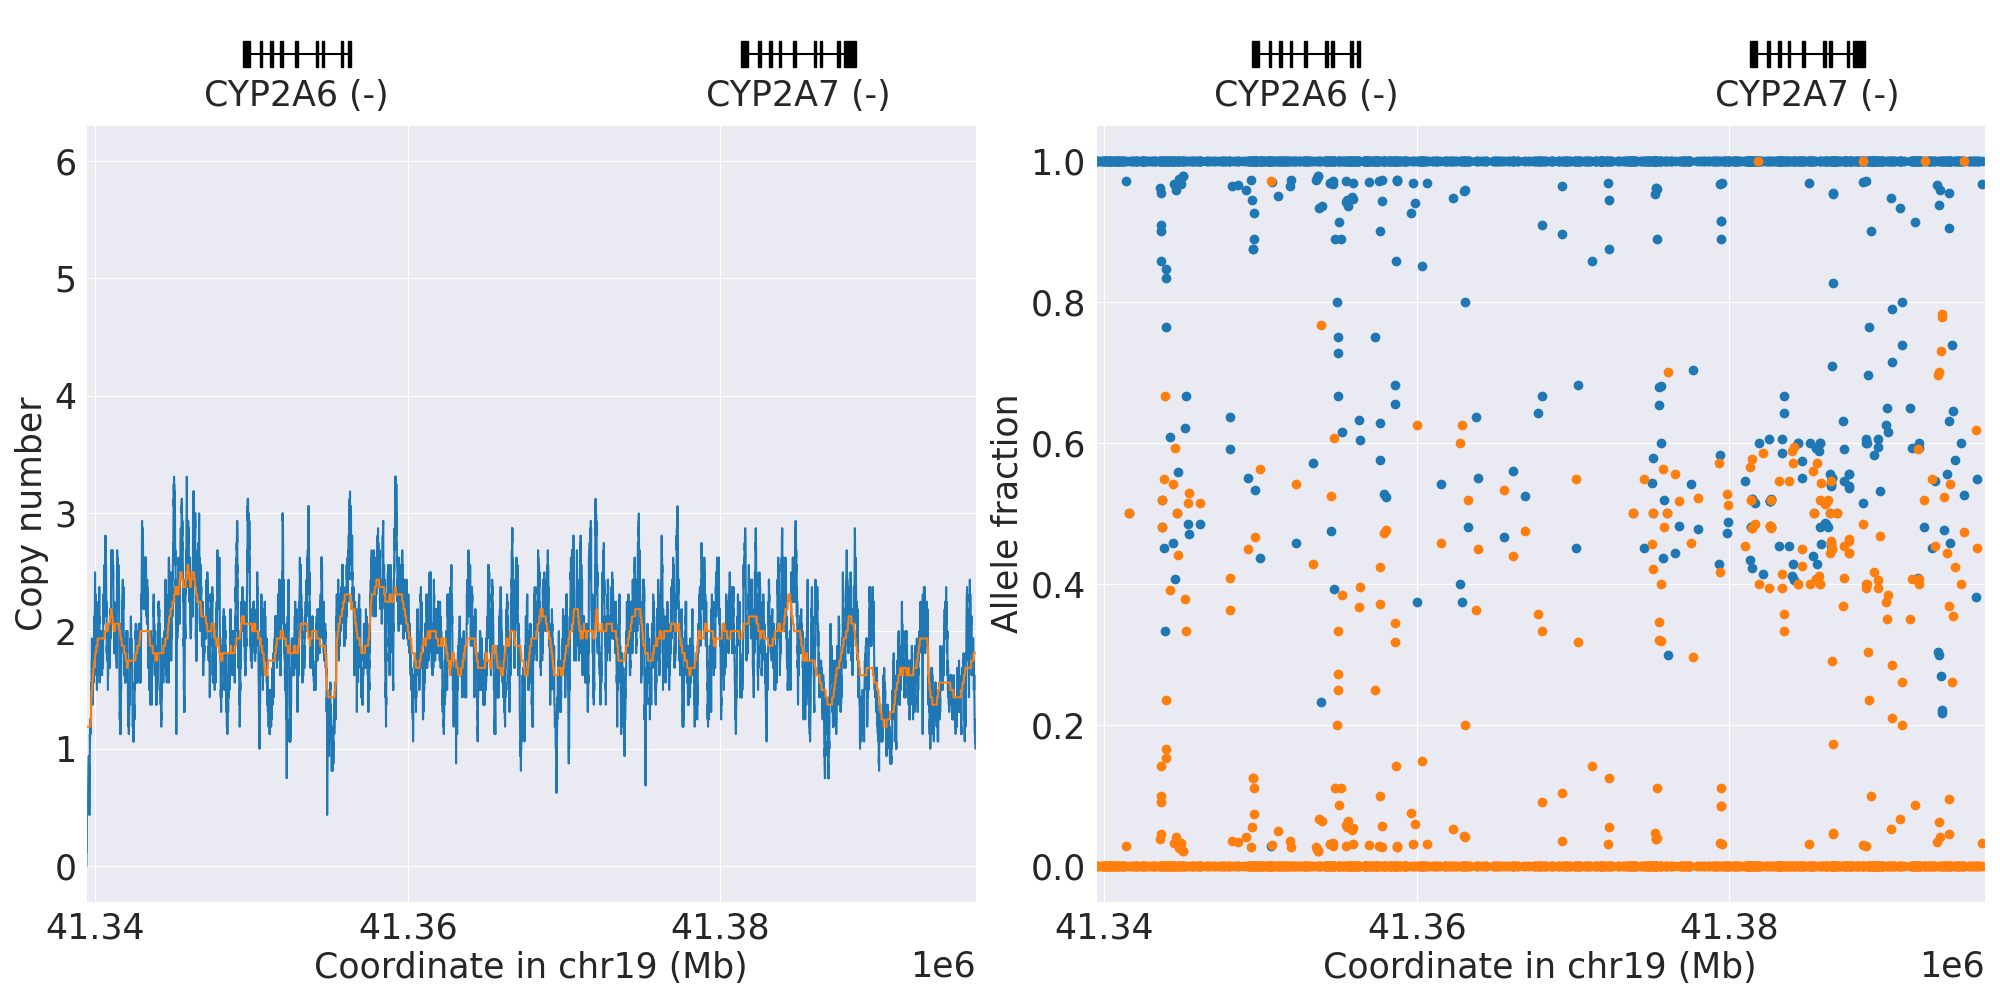 CYP2A6 (-) CYP2A7 (-)
CYP2A6 (-) CYP2A7 (-)
Copy number
6
5
4
3
2
1
0
41.34 41.36 41.38
Coordinate in chr19 (Mb) 1e6
Allele fraction
1.0
0.8
0.6
0.4
0.2
0.0
41.34 41.36 41.38
Coordinate in chr19 (Mb) 1e6